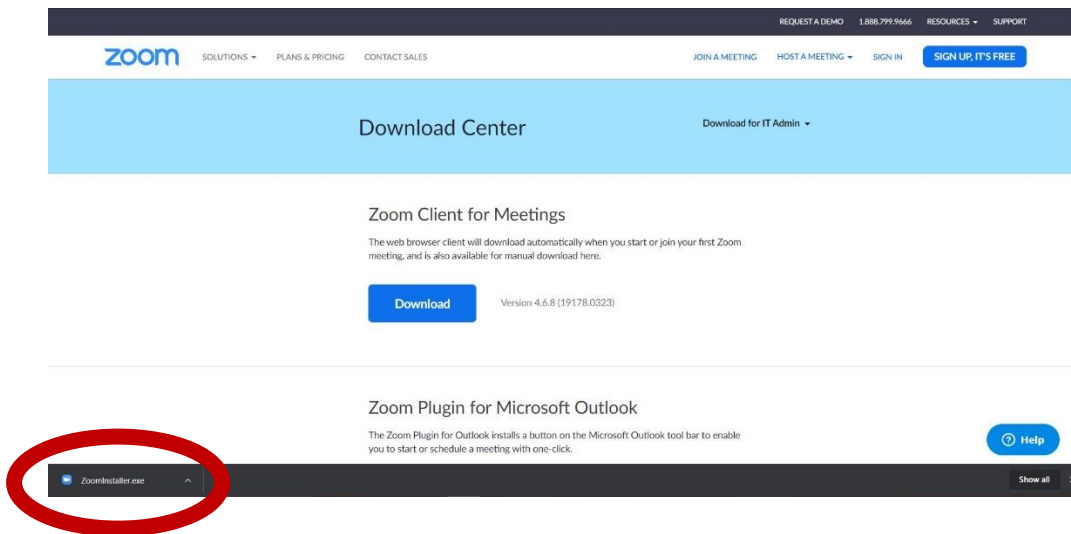 REQUEST A DEMO 1.888.799.9666 RESOURCES SUPPORT
zoom SOLUTIONS PLANS & PRICING CONTACT SALES JOIN A MEETING HOST A MEETING SIGN IN SIGN UP, IT'S FREE
Download Center Download for IT Admin
Zoom Client for Meetings
The web browser client will download automatically when you start or join your first Zoom
meeting, and is also available for manual download here.
Download Version 4.6.8 (19178.0323)
Zoom Plugin for Microsoft Outlook
The Zoom Plugin for Outlook installs a button on the Microsoft Outlook tool bar to enable
you to start or schedule a meeting with one-click.
Help
ZoomInstaller.exe Show all